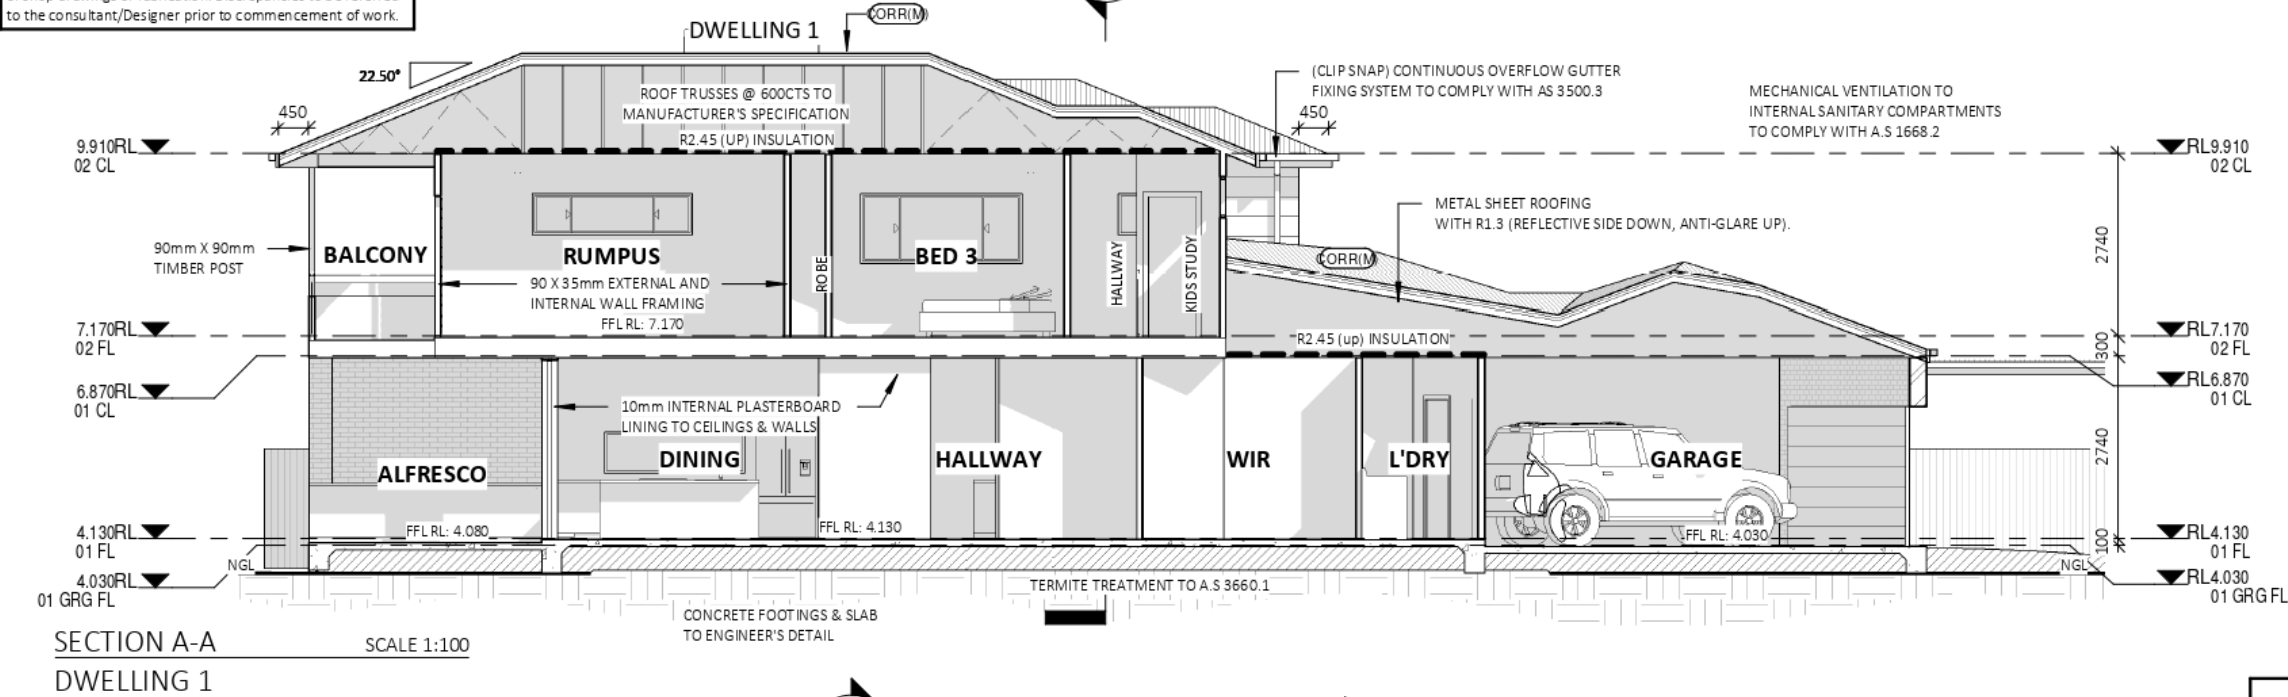 to the consultant/Designer prior to commencement of work.
DWELLING 1
CORR(M)
22.50°
ROOF TRUSSES @ 600CTS TO
MANUFACTURER'S SPECIFICATION
R2.45 (UP) INSULATION
(CLIP SNAP) CONTINUOUS OVERFLOW GUTTER
FIXING SYSTEM TO COMPLY WITH AS 3500.3
MECHANICAL VENTILATION TO
INTERNAL SANITARY COMPARTMENTS
TO COMPLY WITH A.S 1668.2
450
450
9.910RL
02 CL
RL9.910
02 CL
METAL SHEET ROOFING
WITH R1.3 (REFLECTIVE SIDE DOWN, ANTI-GLARE UP).
90mm X 90mm
TIMBER POST
BALCONY
RUMPUS
90 X 35mm EXTERNAL AND
INTERNAL WALL FRAMING
FFL RL: 7.170
ROBE
BED 3
HALLWAY
KIDS STUDY
CORR(M)
2740
7.170RL
02 FL
R2.45 (up) INSULATION
300
RL7.170
02 FL
6.870RL
01 CL
RL6.870
01 CL
10mm INTERNAL PLASTERBOARD
LINING TO CEILINGS & WALLS
ALFRESCO
DINING
HALLWAY
WIR
L'DRY
GARAGE
2740
FFL RL: 4.080
FFL RL: 4.130
FFL RL: 4.030
4.130RL
01 FL
100
RL4.130
01 FL
NGL
NGL
4.030RL
01 GRG FL
RL4.030
01 GRG FL
TERMITE TREATMENT TO A.S 3660.1
CONCRETE FOOTINGS & SLAB
TO ENGINEER'S DETAIL
SECTION A-A
SCALE 1:100
DWELLING 1